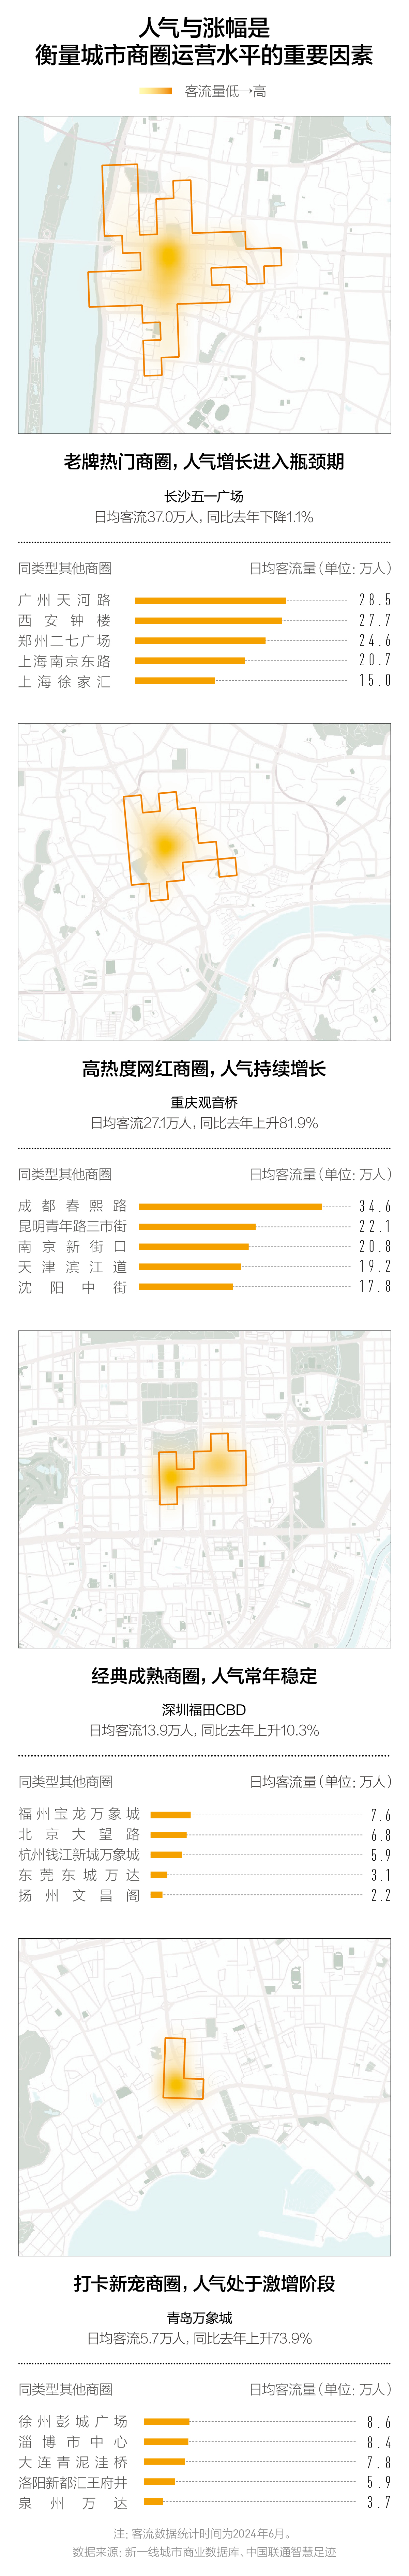 人气与涨幅是
衡量城市商圈运营水平的重要因素
客流量低→高
老牌热门商圈，人气增长进入瓶颈期
长沙五一广场
日均客流37.0万人，同比去年下降1.1%
同类型其他商圈 日均客流量（单位：万人）
广州天河路 28.5
西安钟楼 27.7
郑州二七广场 24.6
上海南京东路 20.7
上海徐家汇 15.0
高热度网红商圈，人气持续增长
重庆观音桥
日均客流27.1万人，同比去年上升81.9%
同类型其他商圈 日均客流量（单位：万人）
成都春熙路 34.6
昆明青年路三市街 22.1
南京新街口 20.8
天津滨江道 19.2
沈阳中街 17.8
经典成熟商圈，人气常年稳定
深圳福田CBD
日均客流13.9万人，同比去年上升10.3%
同类型其他商圈 日均客流量（单位：万人）
福州宝龙万象城 7.6
北京大望路 6.8
杭州钱江新城万象城 5.9
东莞东城万达 3.1
扬州文昌阁 2.2
打卡新宠商圈，人气处于激增阶段
青岛万象城
日均客流5.7万人，同比去年上升73.9%
同类型其他商圈 日均客流量（单位：万人）
徐州彭城广场 8.6
淄博市中心 8.4
大连青泥洼桥 7.8
洛阳新都汇王府井 5.9
泉州万达 3.7
注：客流数据统计时间为2024年6月。
数据来源：新一线城市商业数据库、中国联通智慧足迹